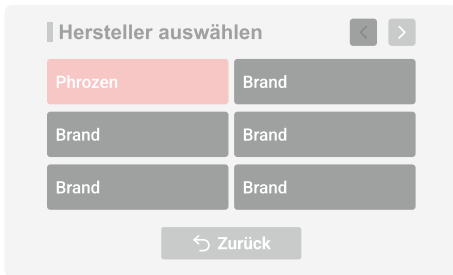 Hersteller auswählen
Phrozen
Brand
Brand
Brand
Brand
Brand
Zurück